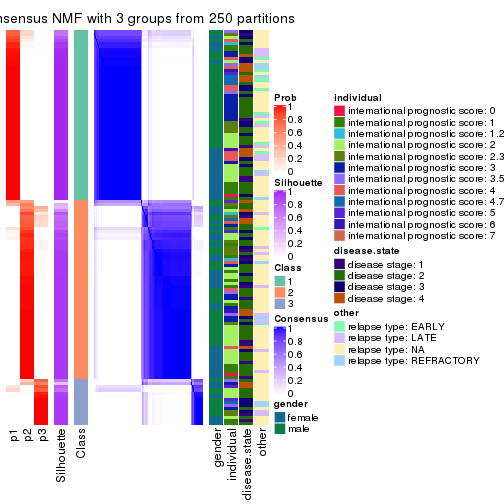 nsensus NMF with 3 groups from 250 partitions
Prob
1
0.8
0.6
0.4
0.2
0
Silhouette
1
0.8
0.6
0.4
0.2
0
Class
1
2
3
Consensus
1
0.8
0.6
0.4
0.2
0
gender
female
male
individual
international prognostic score: 0
international prognostic score: 1
international prognostic score: 1.2
international prognostic score: 2
international prognostic score: 2.3
international prognostic score: 3
international prognostic score: 3.5
international prognostic score: 4
international prognostic score: 4.7
international prognostic score: 5
international prognostic score: 6
international prognostic score: 7
disease.state
disease stage: 1
disease stage: 2
disease stage: 3
disease stage: 4
other
relapse type: EARLY
relapse type: LATE
relapse type: NA
relapse type: REFRACTORY
p1
p2
p3
Silhouette
Class
gender
individual
disease.state
other